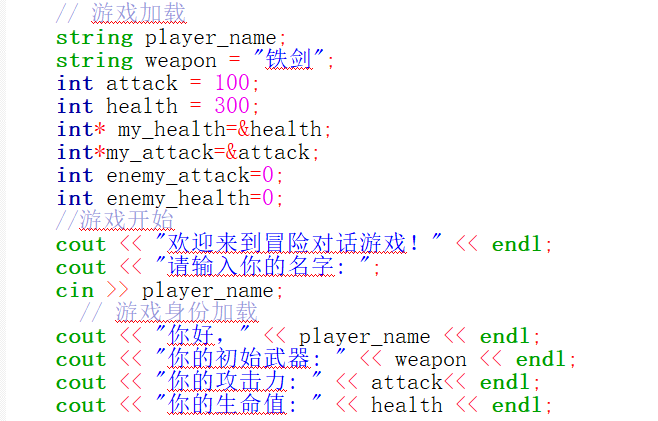 // 游戏加载
string player_name;
string weapon = "铁剑";
int attack = 100;
int health = 300;
int* my_health=&health;
int*my_attack=&attack;
int enemy_attack=0;
int enemy_health=0;
//游戏开始
cout << "欢迎来到冒险对话游戏！" << endl;
cout << "请输入你的名字：";
cin >> player_name;
// 游戏身份加载
cout << "你好，" << player_name << endl;
cout << "你的初始武器：" << weapon << endl;
cout << "你的攻击力：" << attack<< endl;
cout << "你的生命值：" << health << endl;